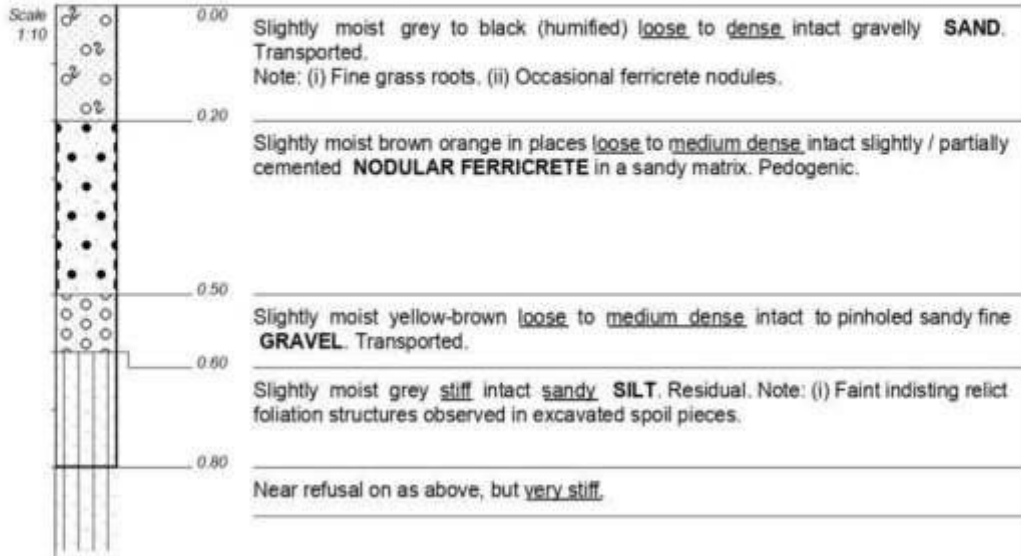 Scale
1:10
0.00
Slightly moist grey to black (humified) loose to dense intact gravelly SAND.
Transported.
Note: (i) Fine grass roots. (ii) Occasional ferricrete nodules.
0.20
Slightly moist brown orange in places loose to medium dense intact slightly / partially
cemented NODULAR FERRICRETE in a sandy matrix. Pedogenic.
0.50
Slightly moist yellow-brown loose to medium dense intact to pinholed sandy fine
GRAVEL. Transported.
0.60
Slightly moist grey stiff intact sandy SILT. Residual. Note: (i) Faint indisting relict
foliation structures observed in excavated spoil pieces.
0.80
Near refusal on as above, but very stiff.